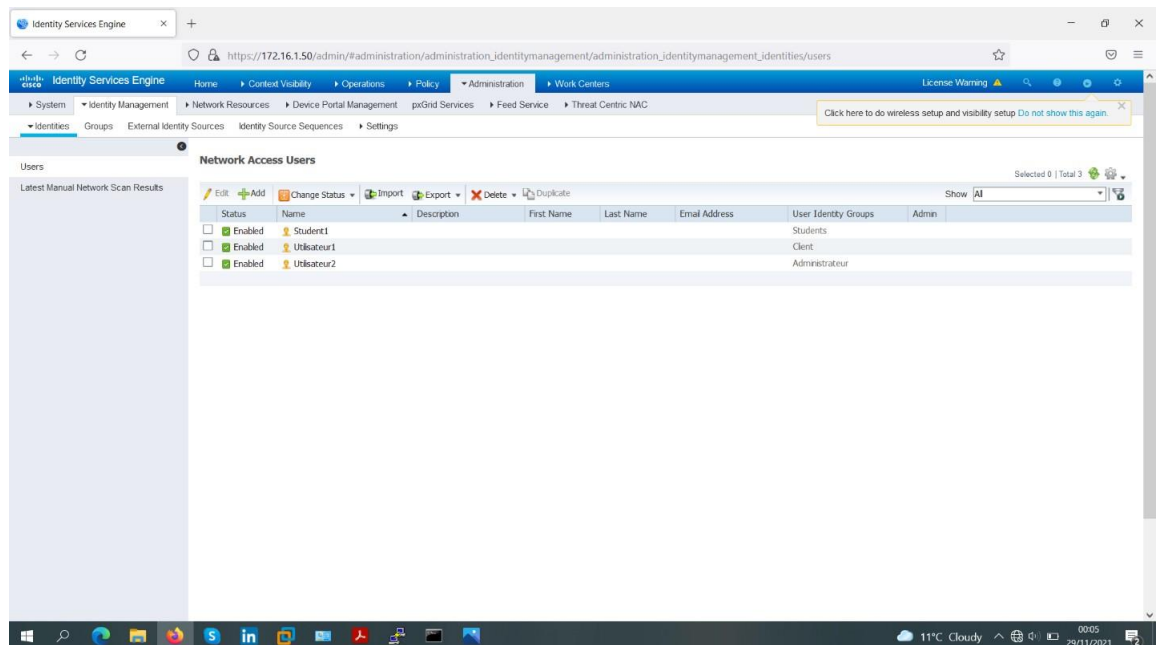 Identity Services Engine
https://172.16.1.50/admin/#administration/administration_identitymanagement/administration_identitymanagement_identities/users
cisco Identity Services Engine Home Context Visibility Operations Policy Administration Work Centers License Warning
System Identity Management Network Resources Device Portal Management pxGrid Services Feed Service Threat Centric NAC
Click here to do wireless setup and visibility setup Do not show this again.
Identities Groups External Identity Sources Identity Source Sequences Settings
Users
Latest Manual Network Scan Results
Network Access Users
Selected 0 | Total 3
Edit Add Change Status Import Export Delete Duplicate Show All
Status Name Description First Name Last Name Email Address User Identity Groups Admin
Enabled Student1 Students
Enabled Utilisateur1 Client
Enabled Utilisateur2 Administrateur
11°C Cloudy 00:05
29/11/2021